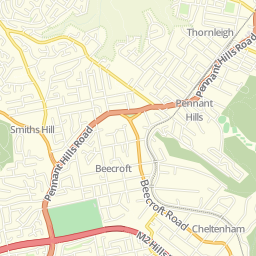 Thornleigh
Pennant Hills Road
Pennant
Hills
Smiths Hill
Pennant Hills Road
Beecroft
Beecroft Road
Cheltenham
M2 Hills